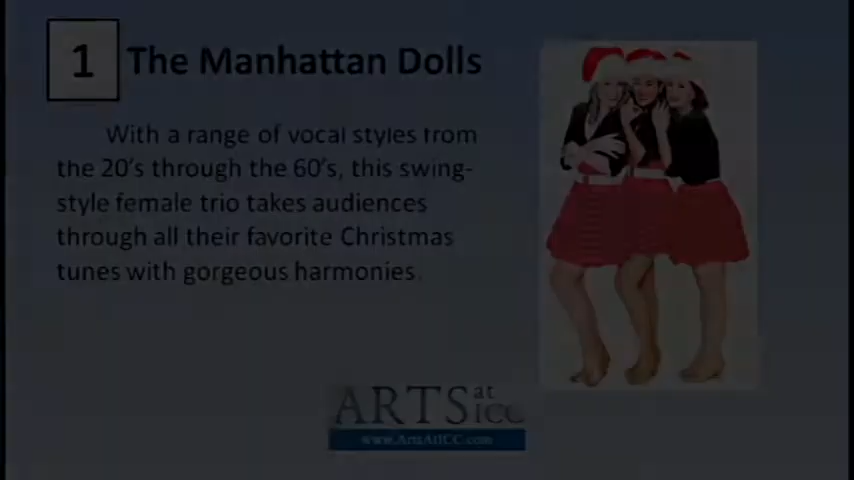 1 The Manhattan Dolls
With a range of vocal styles from
the 20's through the 60's, this swing-
style female trio takes audiences
through all their favorite Christmas
tunes with gorgeous harmonies.
ARTS at ICC
www.ArtsAtICC.com